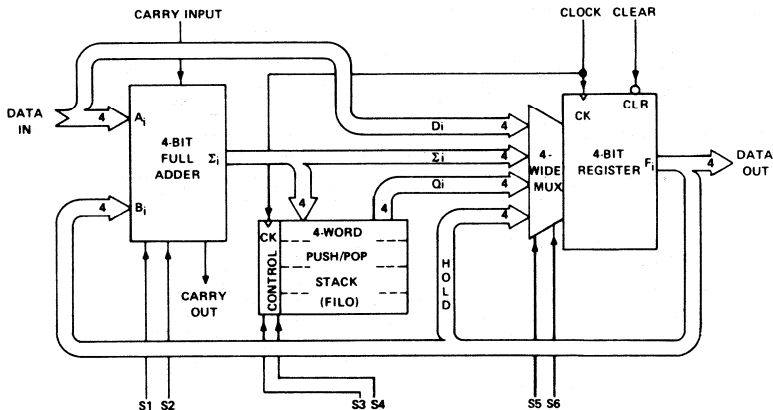 CARRY INPUT
CLOCK CLEAR
DATA
IN
4
Ai
4-BIT
FULL
ADDER
Σi
4
Bi
CARRY
OUT
Di 4
Σi 4
Qi 4
4
4
4
CK
CONTROL
4-WORD
PUSH/POP
STACK
(FILO)
HOLD
4-
WIDE
MUX
CK
CLR
4-BIT
REGISTER
Fi
4
DATA
OUT
S1 S2
S3 S4
S5 S6